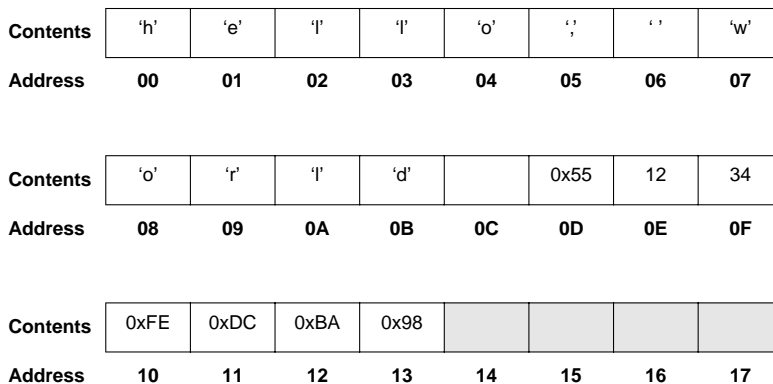 Contents ‘h’ ‘e’ ‘l’ ‘l’ ‘o’ ‘,’ ‘ ’ ‘w’
Address 00 01 02 03 04 05 06 07
Contents ‘o’ ‘r’ ‘l’ ‘d’ 0x55 12 34
Address 08 09 0A 0B 0C 0D 0E 0F
Contents 0xFE 0xDC 0xBA 0x98
Address 10 11 12 13 14 15 16 17